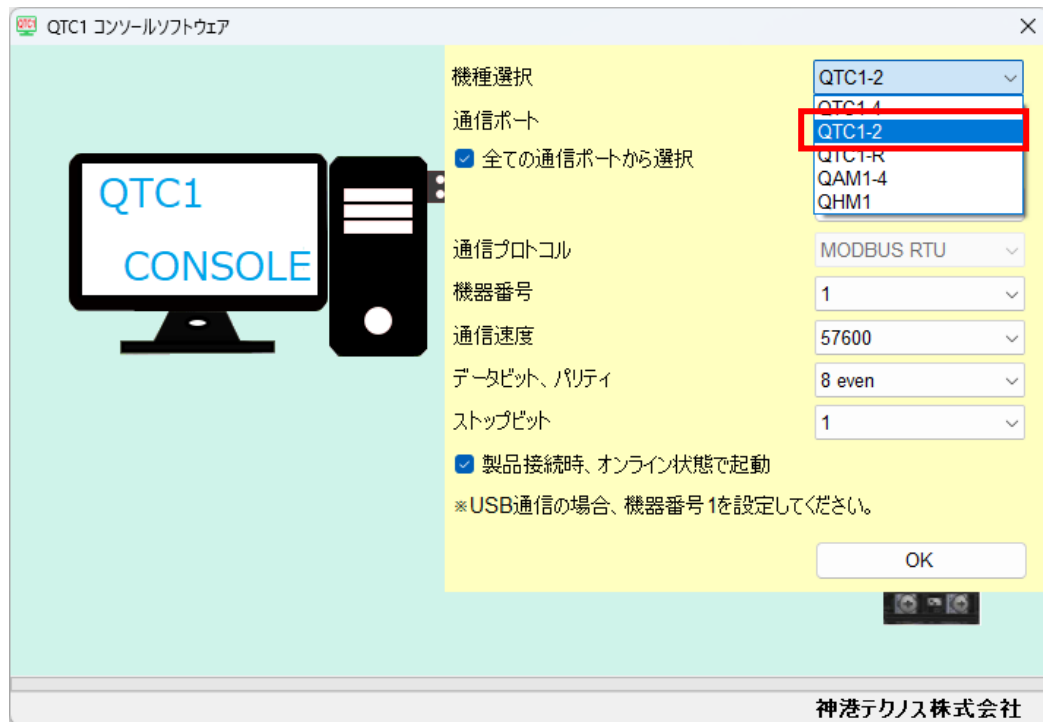 QTC1 コンソールソフトウェア
機種選択
QTC1-2
通信ポート
QTC1-4
QTC1-2
全ての通信ポートから選択
QTC1-R
QAM1-4
QHM1
QTC1
CONSOLE
通信プロトコル
MODBUS RTU
機器番号
1
通信速度
57600
データビット、パリティ
8 even
ストップビット
1
製品接続時、オンライン状態で起動
※USB通信の場合、機器番号1を設定してください。
OK
神港テクノス株式会社